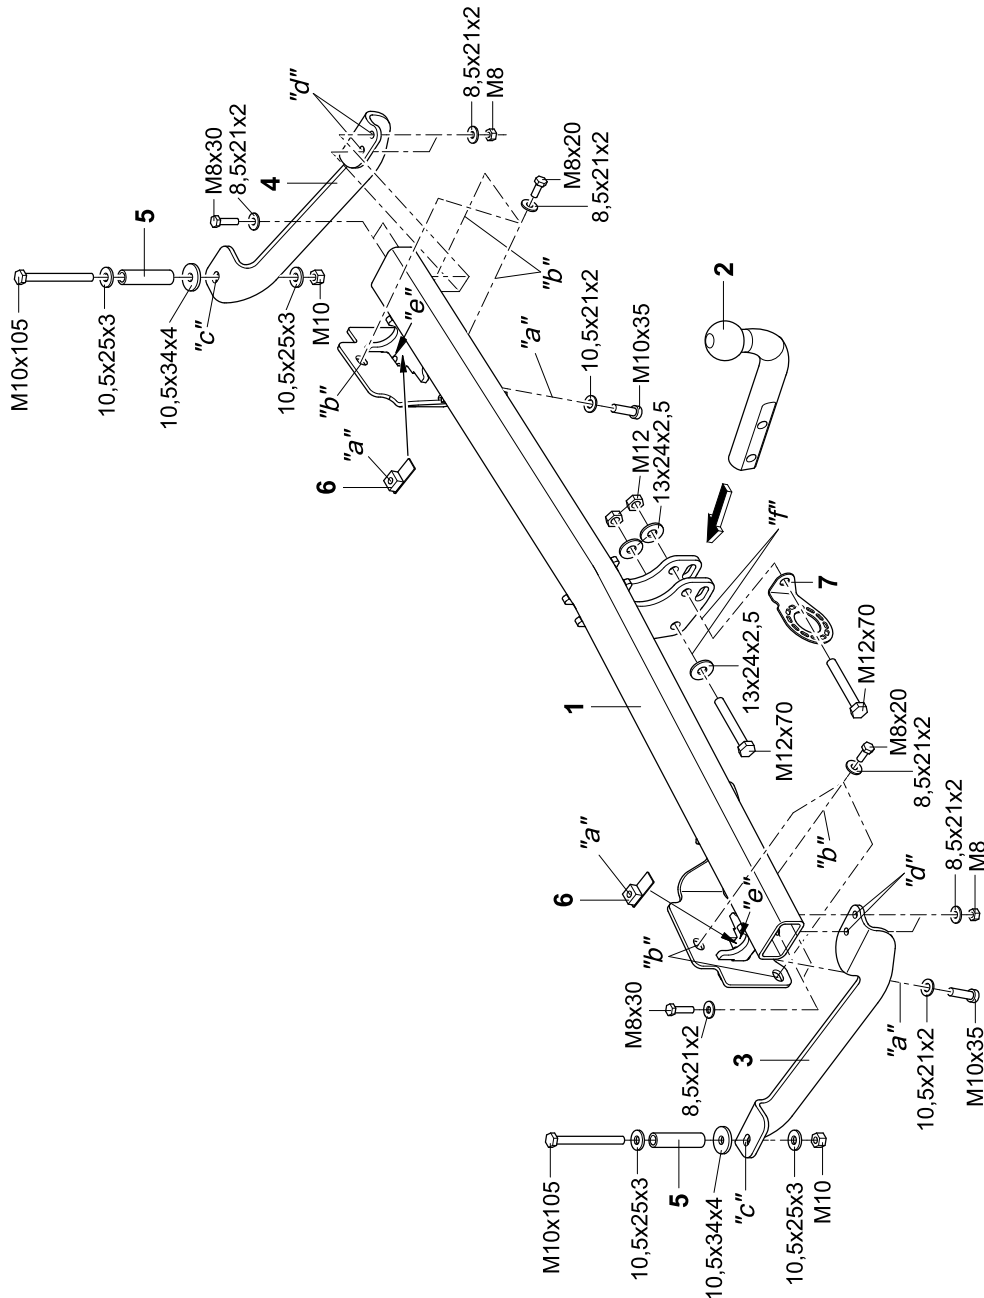 M10x105
10,5x25x3
5
10,5x34x4
"c"
10,5x25x3
M10
M8x30
8,5x21x2
4
"d"
8,5x21x2
M8
"b"
"e"
"a"
6
M8x20
8,5x21x2
"b"
"a"
10,5x21x2
M10x35
2
M12
13x24x2,5
"f"
7
M12x70
13x24x2,5
M12x70
1
"a"
6
"e"
"b"
M8x20
8,5x21x2
"b"
8,5x21x2
M8
"d"
M8x30
8,5x21x2
3
"a"
10,5x21x2
M10x35
M10x105
10,5x25x3
5
10,5x34x4
"c"
10,5x25x3
M10